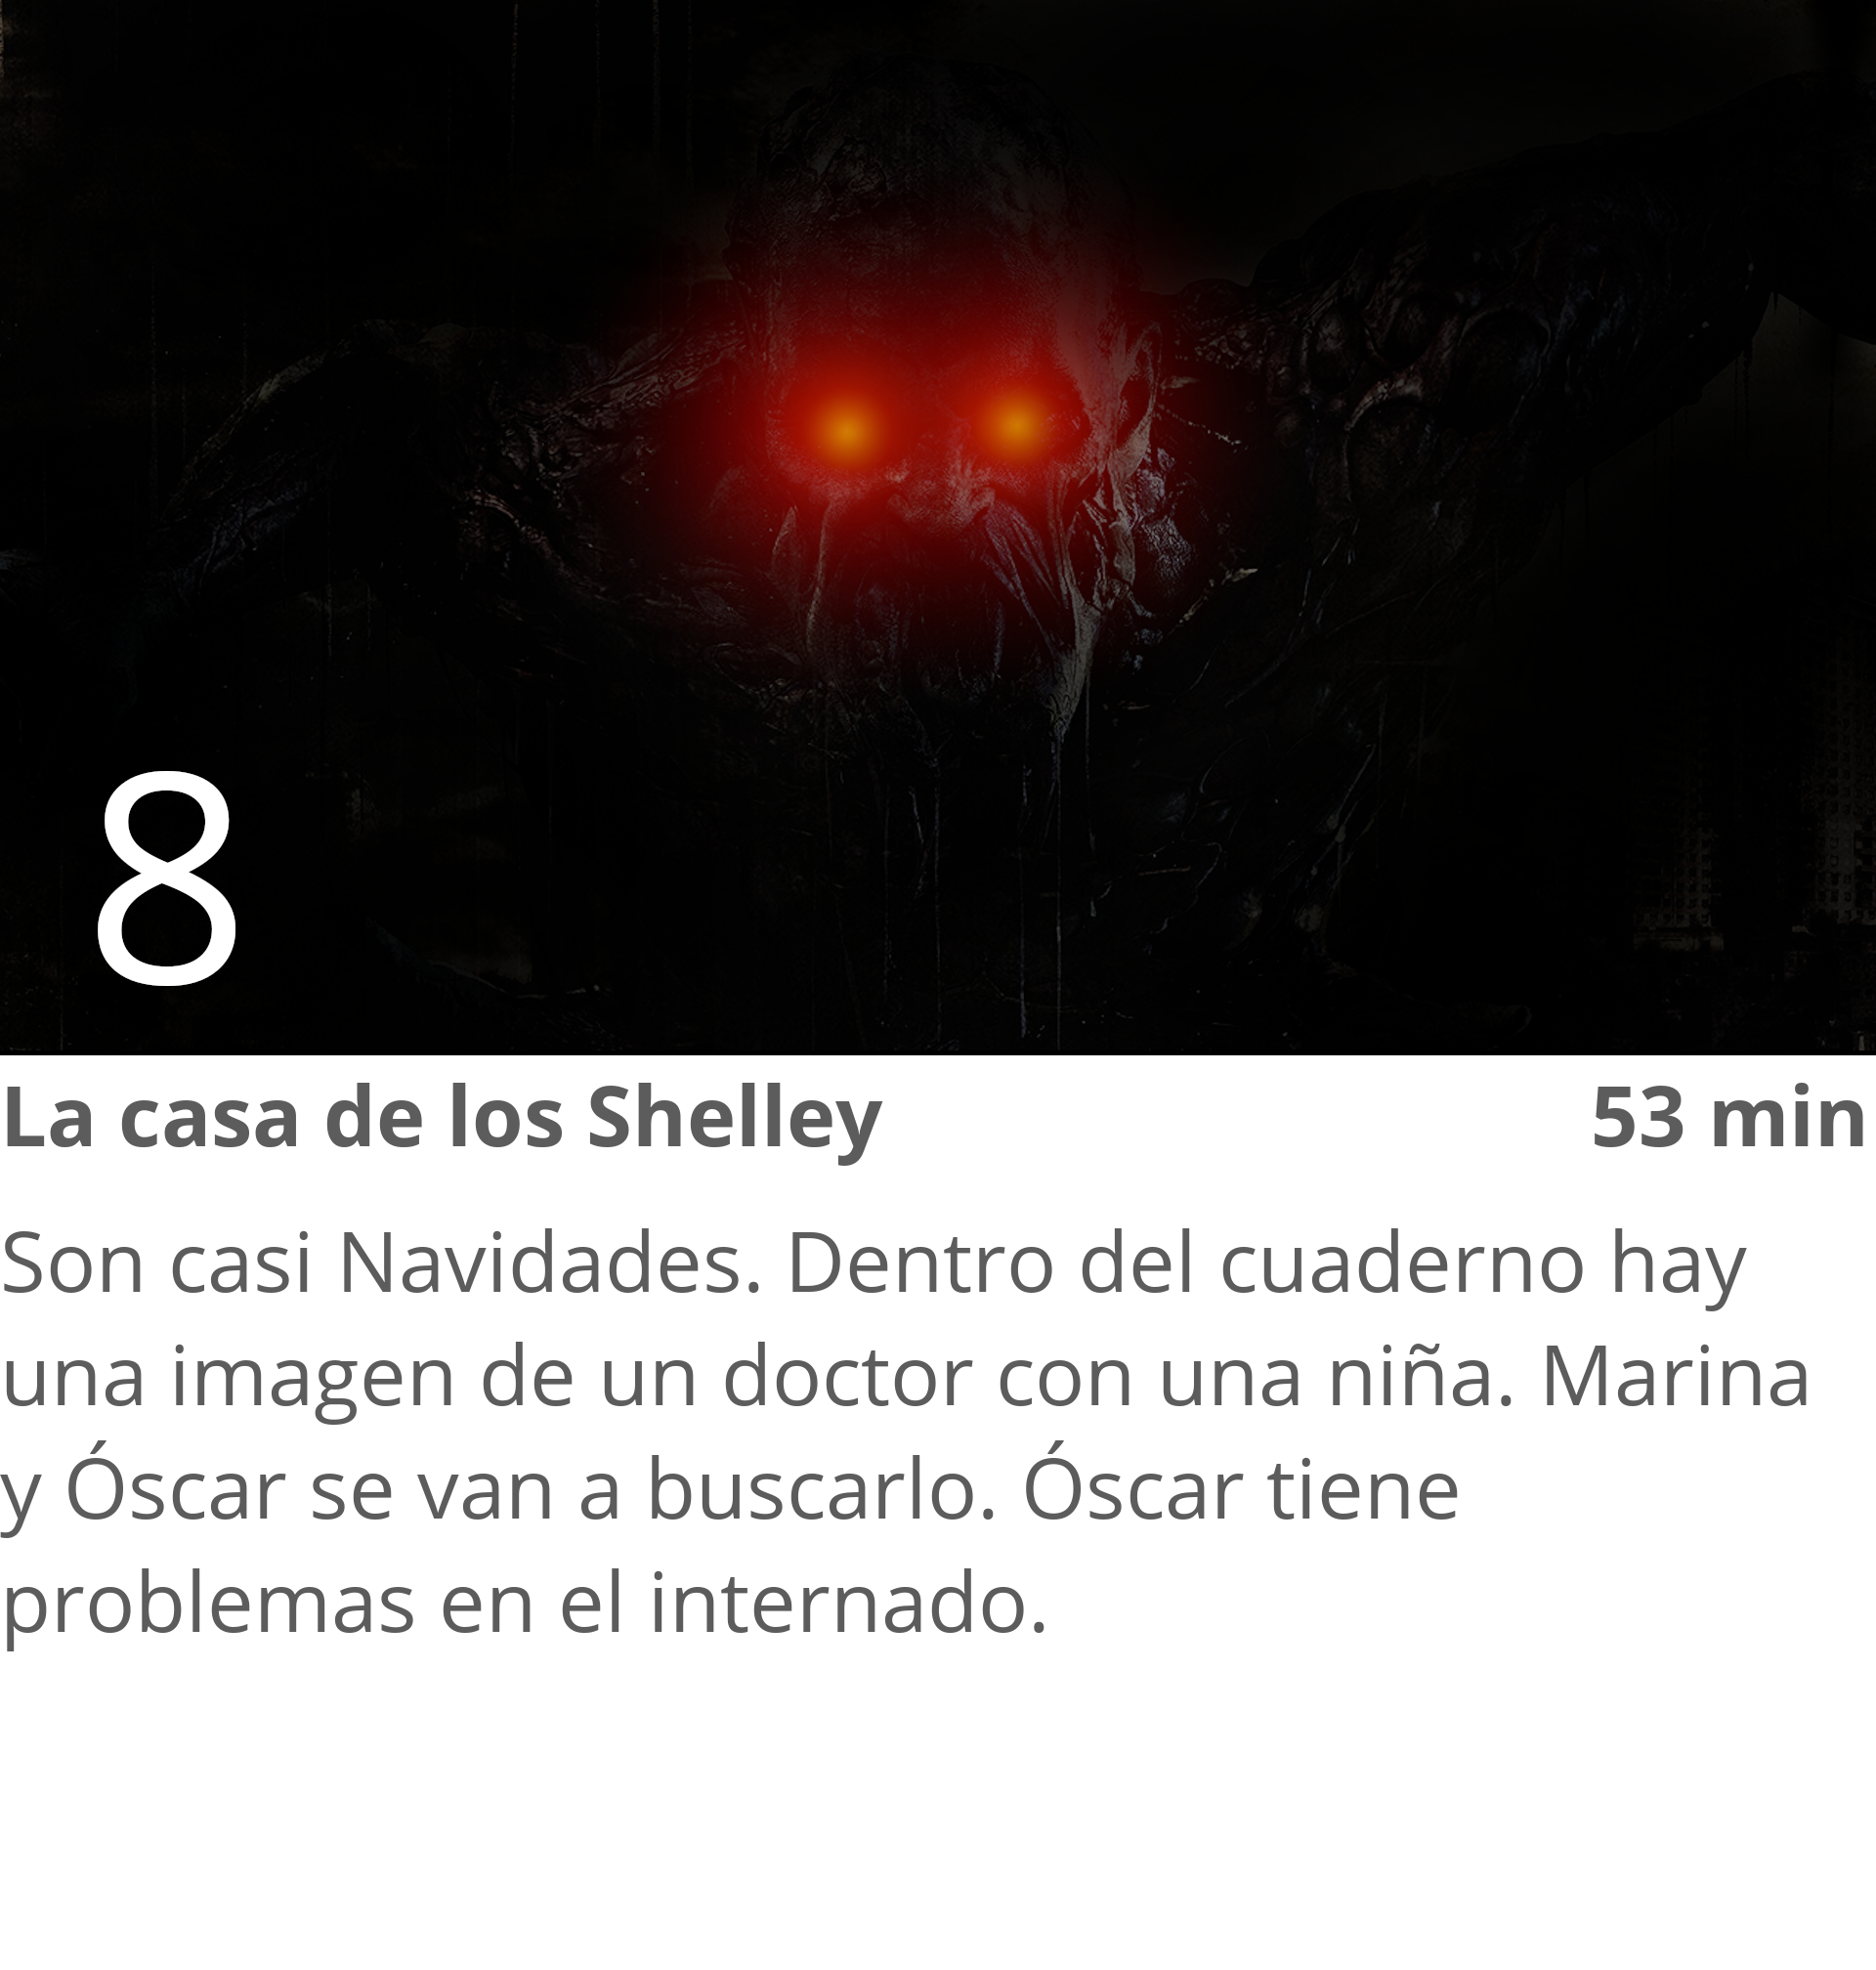 8
La casa de los Shelley 53 min
Son casi Navidades. Dentro del cuaderno hay
una imagen de un doctor con una niña. Marina
y Óscar se van a buscarlo. Óscar tiene
problemas en el internado.